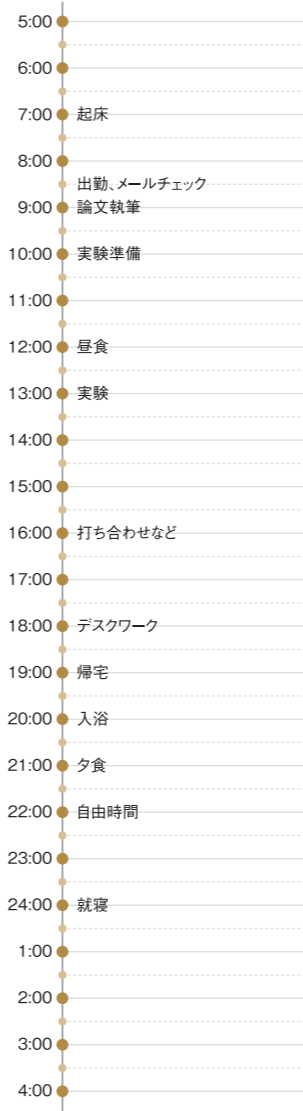 5:00
6:00
7:00 起床
8:00
出勤、メールチェック
9:00 論文執筆
10:00 実験準備
11:00
12:00 昼食
13:00 実験
14:00
15:00
16:00 打ち合わせなど
17:00
18:00 デスクワーク
19:00 帰宅
20:00 入浴
21:00 夕食
22:00 自由時間
23:00
24:00 就寝
1:00
2:00
3:00
4:00